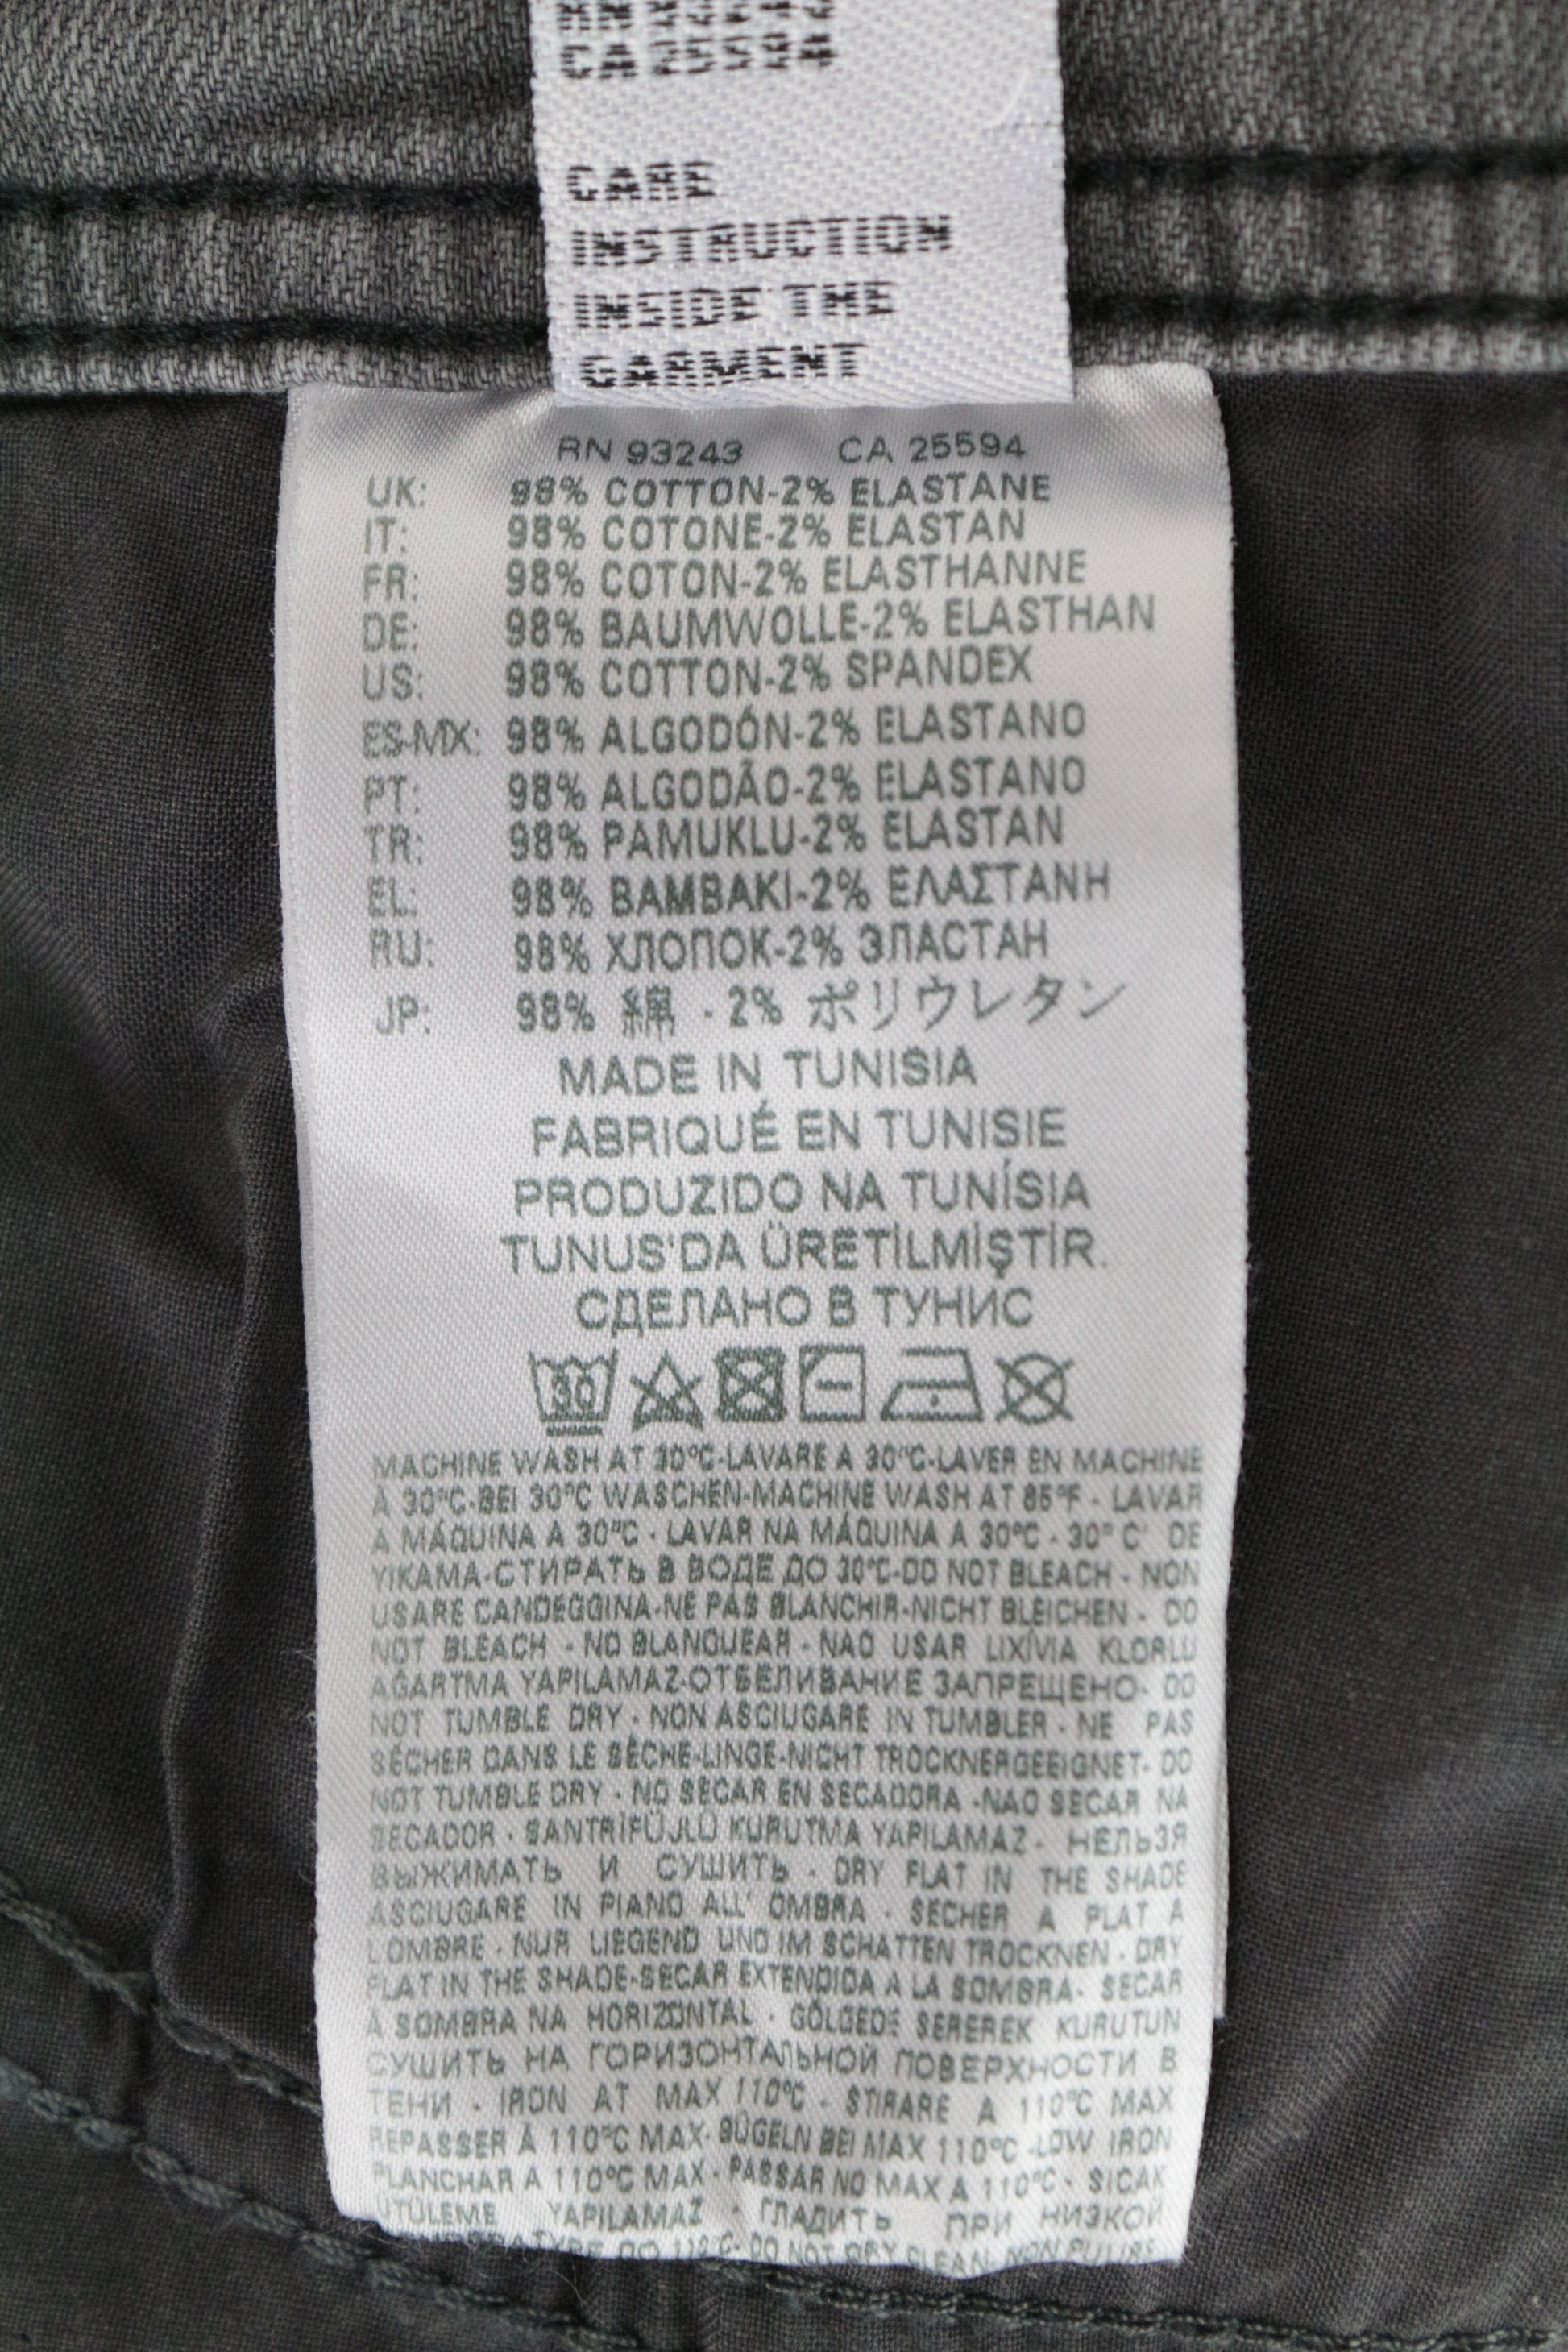 CA 25594
CARE
INSTRUCTION
INSIDE THE
GARMENT
RN 93243 CA 25594
UK: 98% COTTON-2% ELASTANE
IT: 98% COTONE-2% ELASTAN
FR: 98% COTON-2% ELASTHANNE
DE: 98% BAUMWOLLE-2% ELASTHAN
US: 98% COTTON-2% SPANDEX
ES-MX: 98% ALGODÓN-2% ELASTANO
PT: 98% ALGODÃO-2% ELASTANO
TR: 98% PAMUKLU-2% ELASTAN
EL: 98% BAMBAKI-2% ΕΛΑΣΤΑΝΗ
RU: 98% ХЛОПОК-2% ЭЛАСТАН
JP: 98% 綿 - 2% ポリウレタン
MADE IN TUNISIA
FABRIQUÉ EN TUNISIE
PRODUZIDO NA TUNÍSIA
TUNUS'DA ÜRETİLMİŞTİR.
СДЕЛАНО В ТУНИС
30
MACHINE WASH AT 30°C-LAVARE A 30°C-LAVER EN MACHINE
À 30°C-BEI 30°C WASCHEN-MACHINE WASH AT 85°F - LAVAR
A MÁQUINA A 30°C - LAVAR NA MÁQUINA A 30°C - 30° C' DE
YIKAMA-СТИРАТЬ В ВОДЕ ДО 30°C-DO NOT BLEACH - NON
USARE CANDEGGINA-NE PAS BLANCHIR-NICHT BLEICHEN - DO
NOT BLEACH - NO BLANQUEAR - NAO USAR LIXÍVIA KLORLU
AĞARTMA YAPILAMAZ-ОТБЕЛИВАНИЕ ЗАПРЕЩЕНО- DO
NOT TUMBLE DRY - NON ASCIUGARE IN TUMBLER - NE PAS
SÉCHER DANS LE SÈCHE-LINGE-NICHT TROCKNERGEEIGNET- DO
NOT TUMBLE DRY - NO SECAR EN SECADORA -NAO SECAR NA
SECADOR - SANTRİFÜJLÜ KURUTMA YAPILAMAZ - НЕЛЬЗЯ
ВЫЖИМАТЬ И СУШИТЬ - DRY FLAT IN THE SHADE
ASCIUGARE IN PIANO ALL' OMBRA - SECHER A PLAT A
L'OMBRE - NUR LIEGEND UND IM SCHATTEN TROCKNEN - DRY
FLAT IN THE SHADE-SECAR EXTENDIDA A LA SOMBRA- SECAR
A SOMBRA NA HORIZONTAL - GÖLGEDE SEREREK KURUTUN
СУШИТЬ НА ГОРИЗОНТАЛЬНОЙ ПОВЕРХНОСТИ В
ТЕНИ - IRON AT MAX 110°C - STIRARE A 110°C MAX
REPASSER À 110°C MAX- BÜGELN BEI MAX 110°C -LOW IRON
PLANCHAR A 110°C MAX - PASSAR NO MAX A 110°C - SICAK
ÜTÜLEME YAPILAMAZ - ГЛАДИТЬ ПРИ НИЗКОЙ
DO NOT DRY CLEAN